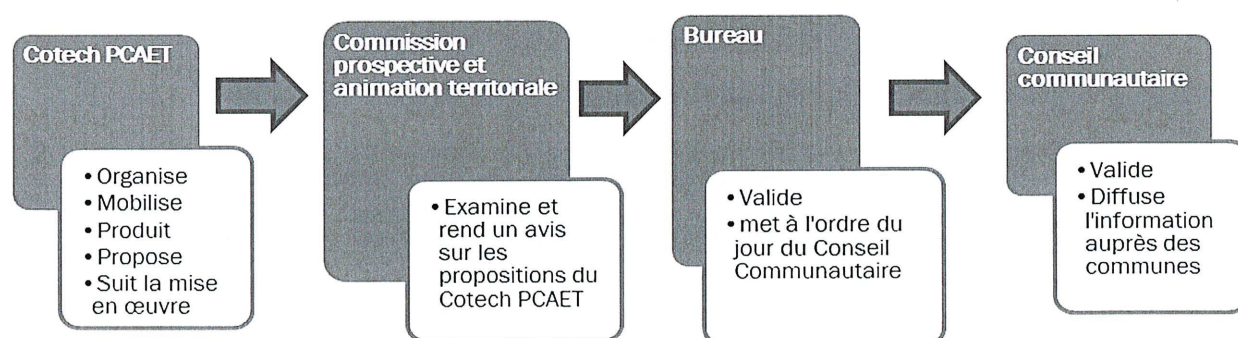 Cotech PCAET
• Organise
• Mobilise
• Produit
• Propose
• Suit la mise
en œuvre
Commission
prospective et
animation territoriale
• Examine et
rend un avis
sur les
propositions du
Cotech PCAET
Bureau
• Valide
• met à l'ordre du
jour du Conseil
Communautaire
Conseil
communautaire
• Valide
• Diffuse
l'information
auprès des
communes